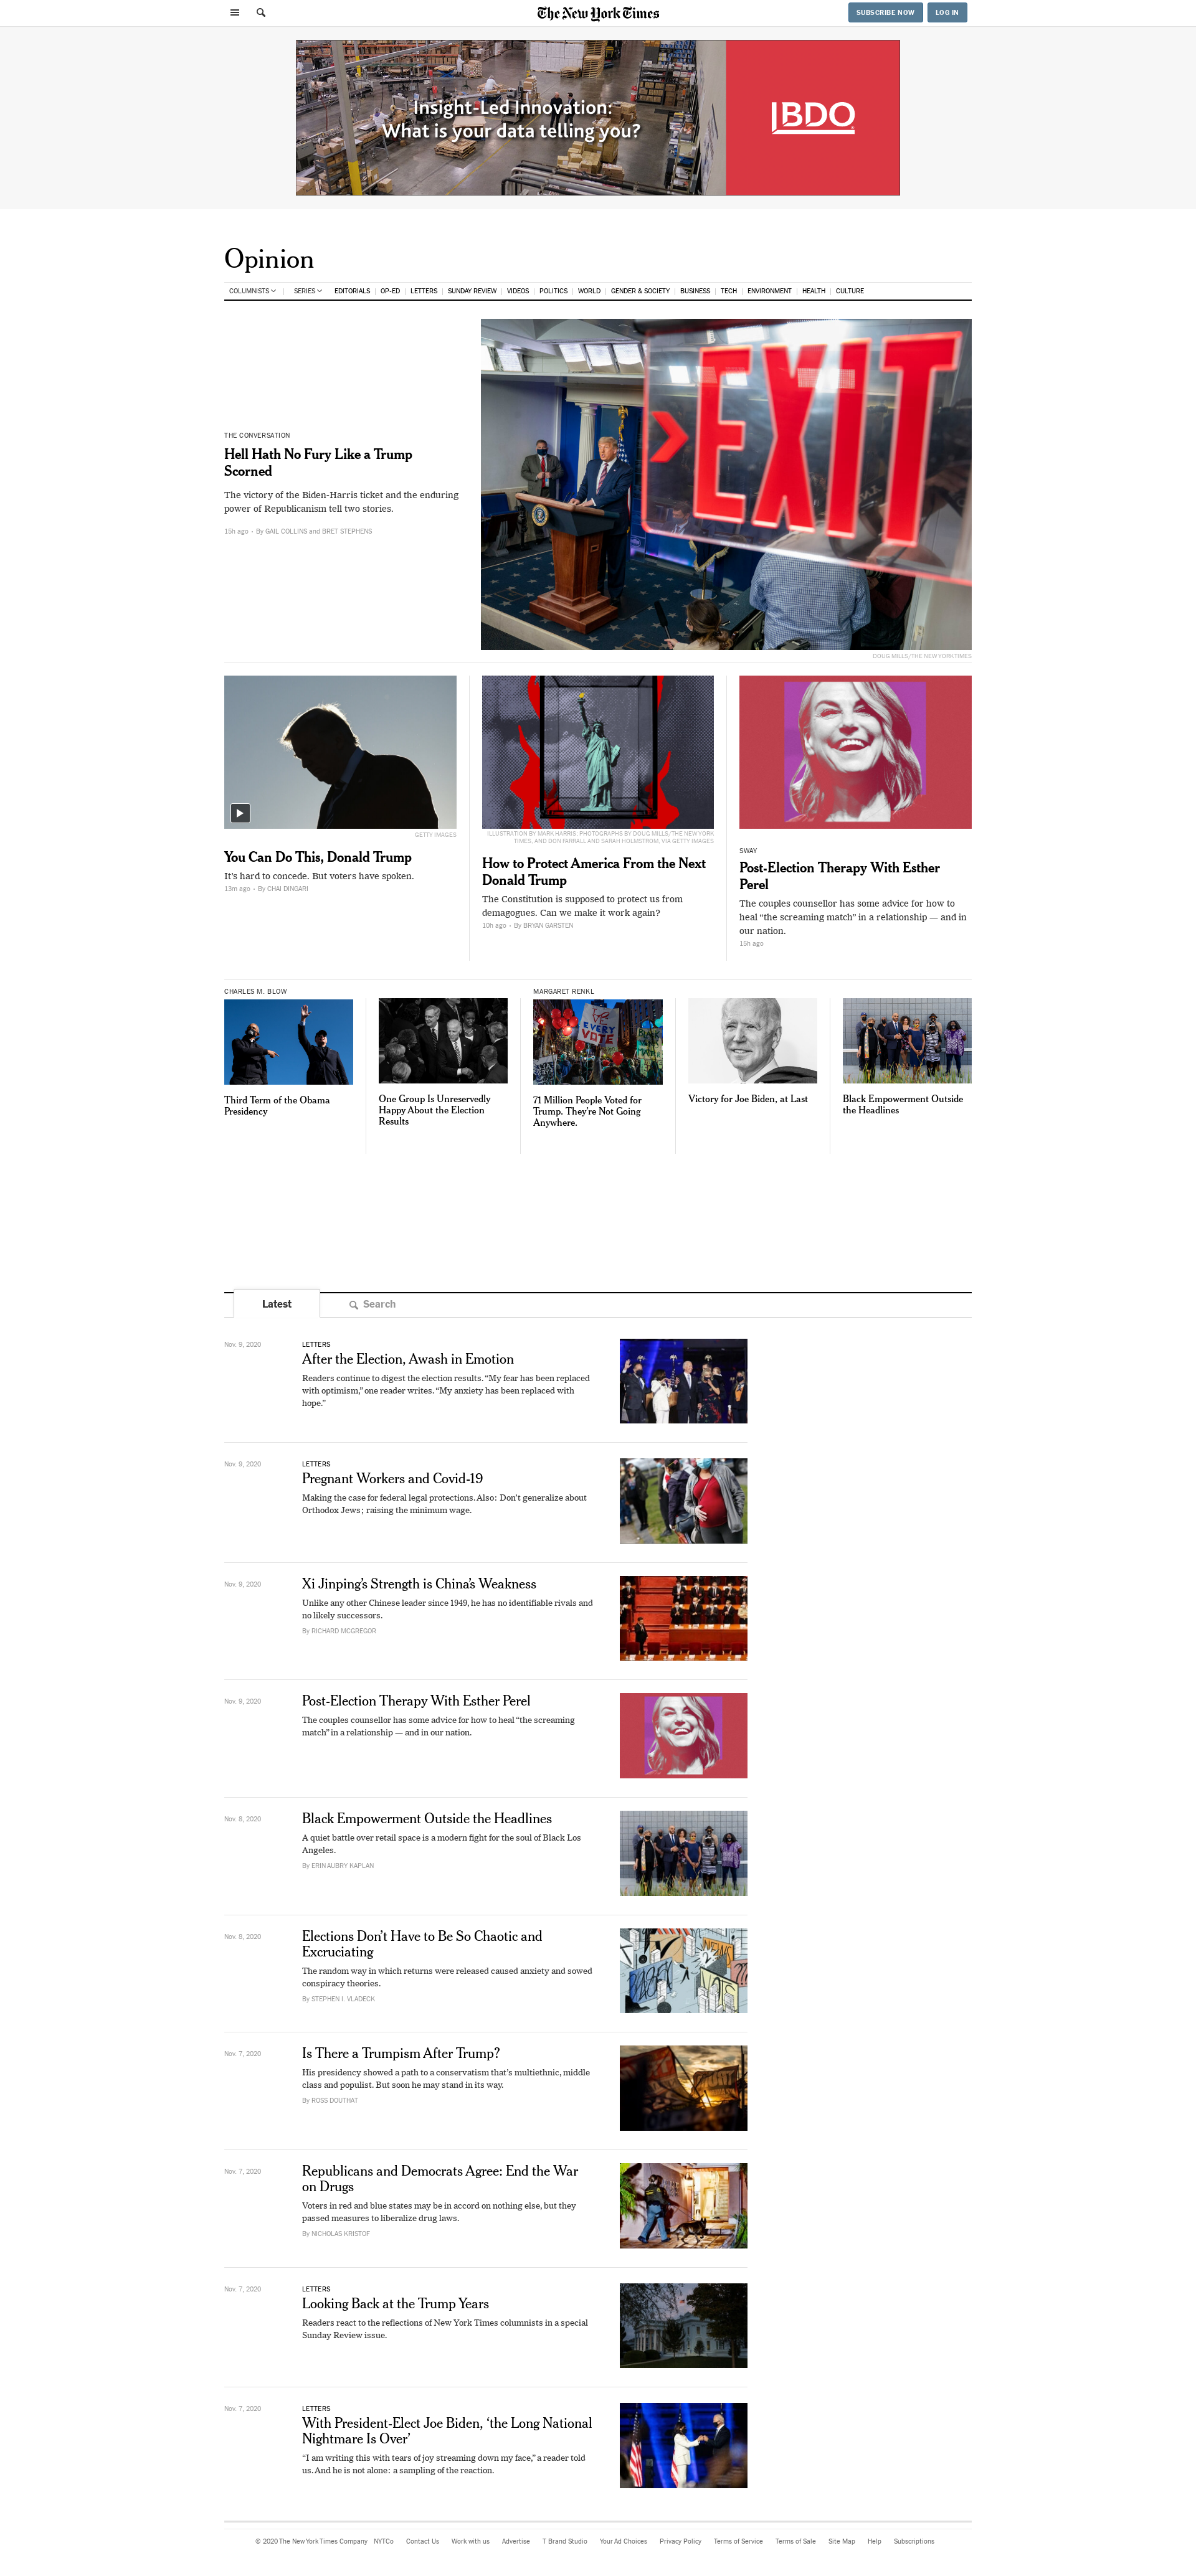 The New York Times
SUBSCRIBE NOW
LOG IN
Insight-Led Innovation:
What is your data telling you?
BDO
Opinion
COLUMNISTS | SERIES EDITORIALS | OP-ED | LETTERS | SUNDAY REVIEW | VIDEOS | POLITICS | WORLD | GENDER & SOCIETY | BUSINESS | TECH | ENVIRONMENT | HEALTH | CULTURE
EXIT
THE CONVERSATION
Hell Hath No Fury Like a Trump
Scorned
The victory of the Biden-Harris ticket and the enduring
power of Republicanism tell two stories.
15h ago - By GAIL COLLINS and BRET STEPHENS
DOUG MILLS/THE NEW YORK TIMES
GETTY IMAGES
You Can Do This, Donald Trump
It's hard to concede. But voters have spoken.
13m ago - By CHAI DINGARI
ILLUSTRATION BY MARK HARRIS; PHOTOGRAPHS BY DOUG MILLS/THE NEW YORK
TIMES, AND DON FARRALL AND SARAH HOLMSTROM, VIA GETTY IMAGES
How to Protect America From the Next
Donald Trump
The Constitution is supposed to protect us from
demagogues. Can we make it work again?
10h ago - By BRYAN GARSTEN
SWAY
Post-Election Therapy With Esther
Perel
The couples counsellor has some advice for how to
heal “the screaming match” in a relationship — and in
our nation.
15h ago
CHARLES M. BLOW
Third Term of the Obama
Presidency
One Group Is Unreservedly
Happy About the Election
Results
MARGARET RENKL
EVERY
VOTE
71 Million People Voted for
Trump. They're Not Going
Anywhere.
Victory for Joe Biden, at Last
Black Empowerment Outside
the Headlines
Latest
Search
Nov. 9, 2020
LETTERS
After the Election, Awash in Emotion
Readers continue to digest the election results. “My fear has been replaced
with optimism,” one reader writes. “My anxiety has been replaced with
hope.”
Nov. 9, 2020
LETTERS
Pregnant Workers and Covid-19
Making the case for federal legal protections. Also: Don't generalize about
Orthodox Jews; raising the minimum wage.
Nov. 9, 2020
Xi Jinping’s Strength is China’s Weakness
Unlike any other Chinese leader since 1949, he has no identifiable rivals and
no likely successors.
By RICHARD MCGREGOR
Nov. 9, 2020
Post-Election Therapy With Esther Perel
The couples counsellor has some advice for how to heal “the screaming
match” in a relationship — and in our nation.
Nov. 8, 2020
Black Empowerment Outside the Headlines
A quiet battle over retail space is a modern fight for the soul of Black Los
Angeles.
By ERIN AUBRY KAPLAN
Nov. 8, 2020
Elections Don’t Have to Be So Chaotic and
Excruciating
The random way in which returns were released caused anxiety and sowed
conspiracy theories.
By STEPHEN I. VLADECK
Nov. 7, 2020
Is There a Trumpism After Trump?
His presidency showed a path to a conservatism that’s multiethnic, middle
class and populist. But soon he may stand in its way.
By ROSS DOUTHAT
Nov. 7, 2020
Republicans and Democrats Agree: End the War
on Drugs
Voters in red and blue states may be in accord on nothing else, but they
passed measures to liberalize drug laws.
By NICHOLAS KRISTOF
Nov. 7, 2020
LETTERS
Looking Back at the Trump Years
Readers react to the reflections of New York Times columnists in a special
Sunday Review issue.
Nov. 7, 2020
LETTERS
With President-Elect Joe Biden, ‘the Long National
Nightmare Is Over’
“I am writing this with tears of joy streaming down my face,” a reader told
us. And he is not alone: a sampling of the reaction.
© 2020 The New York Times Company NYTCo Contact Us Work with us Advertise T Brand Studio Your Ad Choices Privacy Policy Terms of Service Terms of Sale Site Map Help Subscriptions